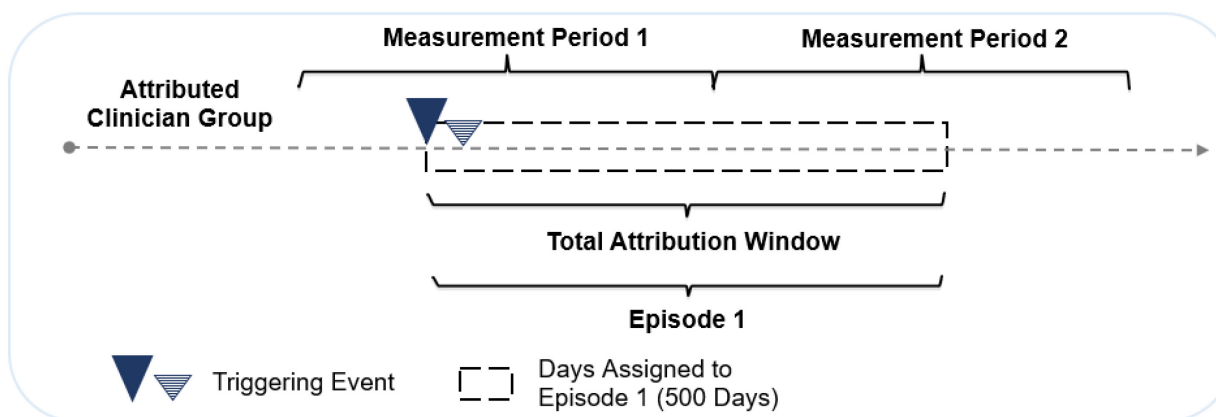 Measurement Period 1
Measurement Period 2
Attributed
Clinician Group
Total Attribution Window
Episode 1
Triggering Event
Days Assigned to
Episode 1 (500 Days)